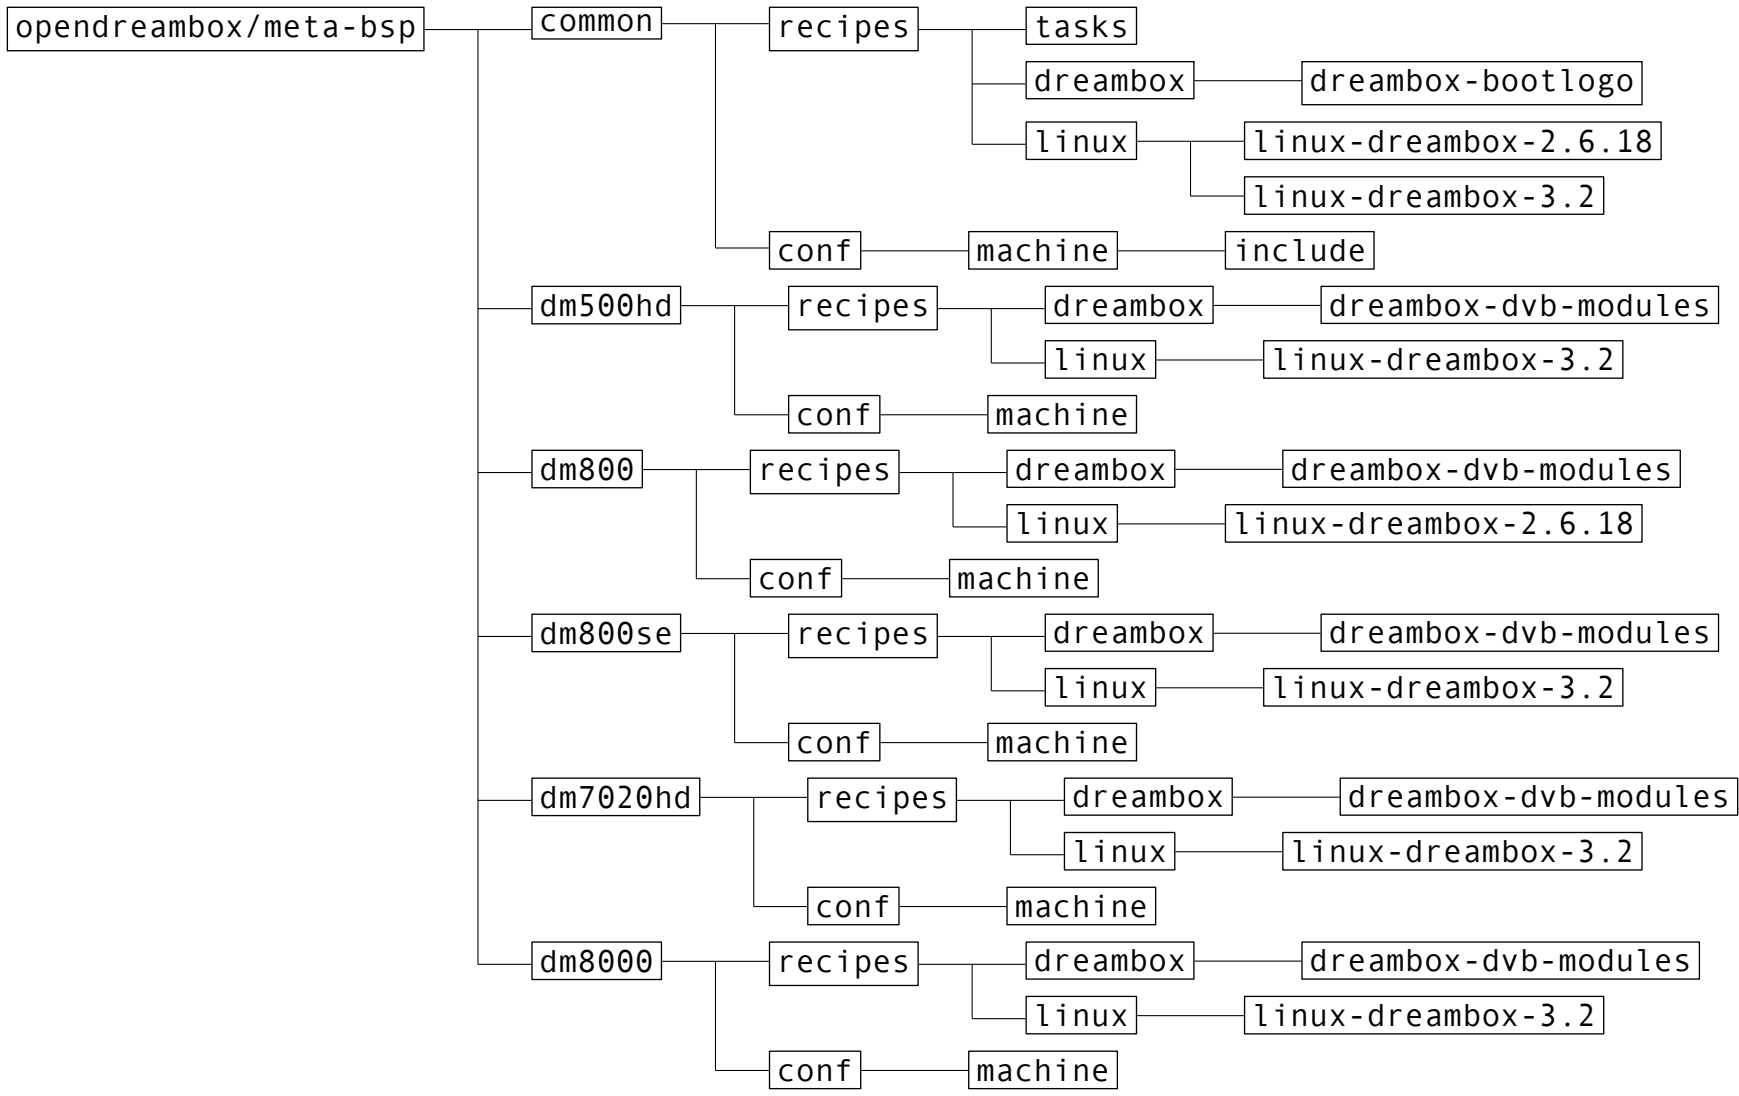 opendreambox/meta-bsp common recipes tasks
dreambox dreambox-bootlogo
linux linux-dreambox-2.6.18
linux-dreambox-3.2
conf machine include
dm500hd recipes dreambox dreambox-dvb-modules
linux linux-dreambox-3.2
conf machine
dm800 recipes dreambox dreambox-dvb-modules
linux linux-dreambox-2.6.18
conf machine
dm800se recipes dreambox dreambox-dvb-modules
linux linux-dreambox-3.2
conf machine
dm7020hd recipes dreambox dreambox-dvb-modules
linux linux-dreambox-3.2
conf machine
dm8000 recipes dreambox dreambox-dvb-modules
linux linux-dreambox-3.2
conf machine